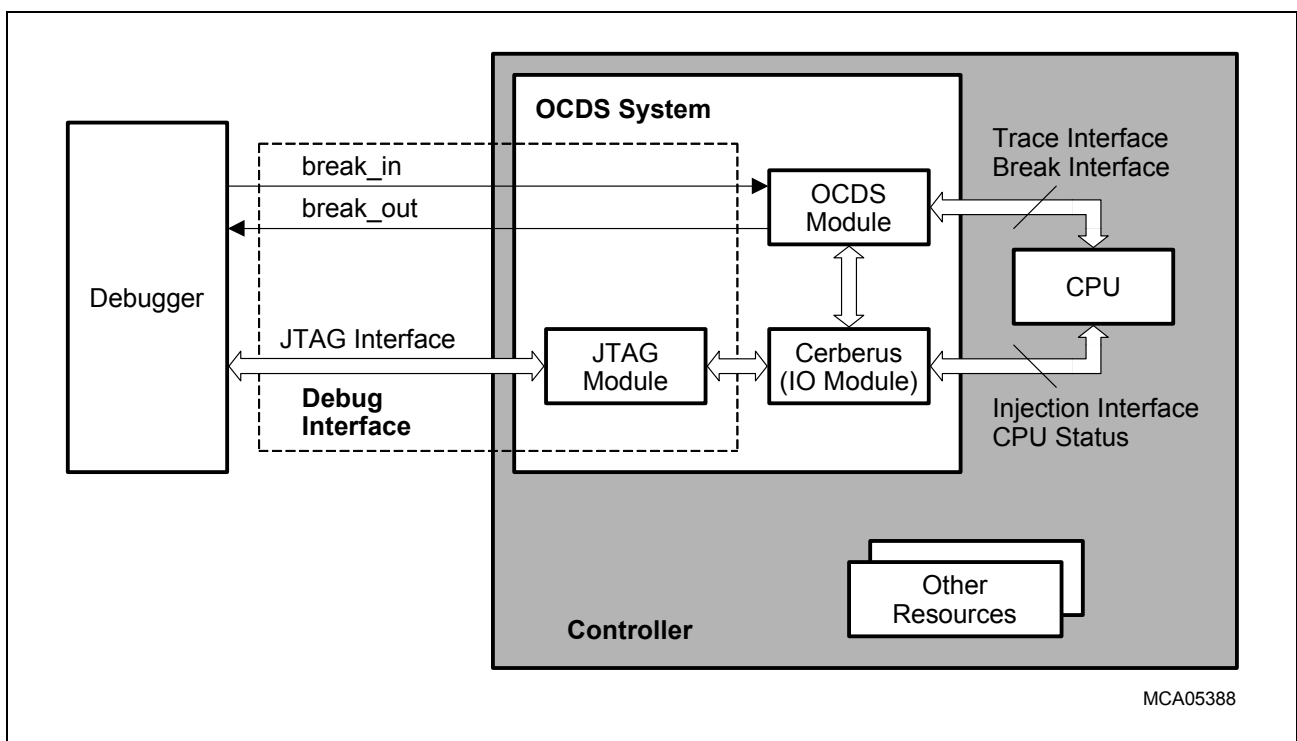 OCDS System
Trace Interface
Break Interface
break_in
break_out
OCDS
Module
Debugger
CPU
JTAG Interface
JTAG
Module
Cerberus
(IO Module)
Debug
Interface
Injection Interface
CPU Status
Other
Resources
Controller
MCA05388